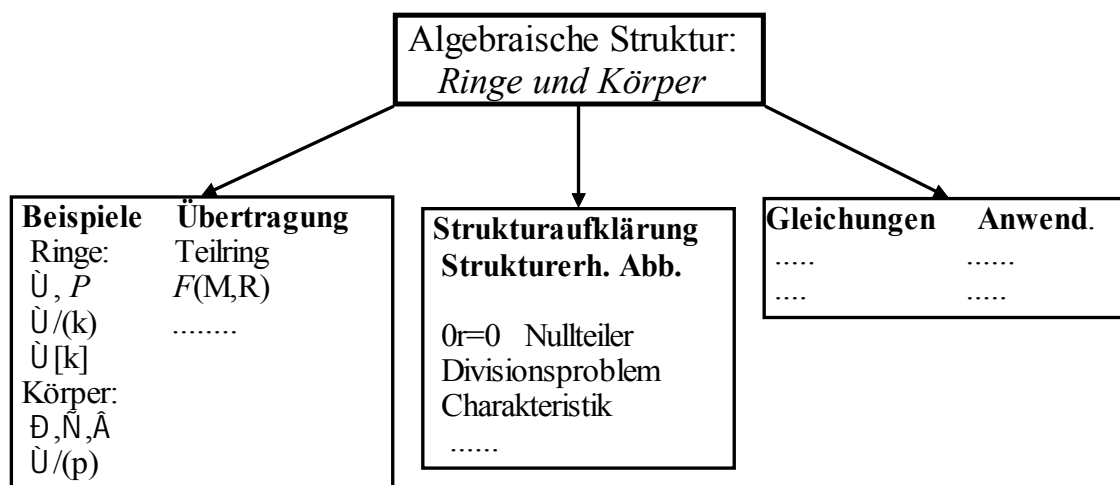 Algebraische Struktur:
Ringe und Körper
Beispiele Übertragung
Ringe: Teilring
Ù, P F(M,R)
Ù/(k) ........
Ù[k]
Körper:
Ð,Ñ,Â
Ù/(p)
Strukturaufklärung
Strukturerh. Abb.
0r=0 Nullteiler
Divisionsproblem
Charakteristik
......
Gleichungen Anwend.
..... ......
.... .....